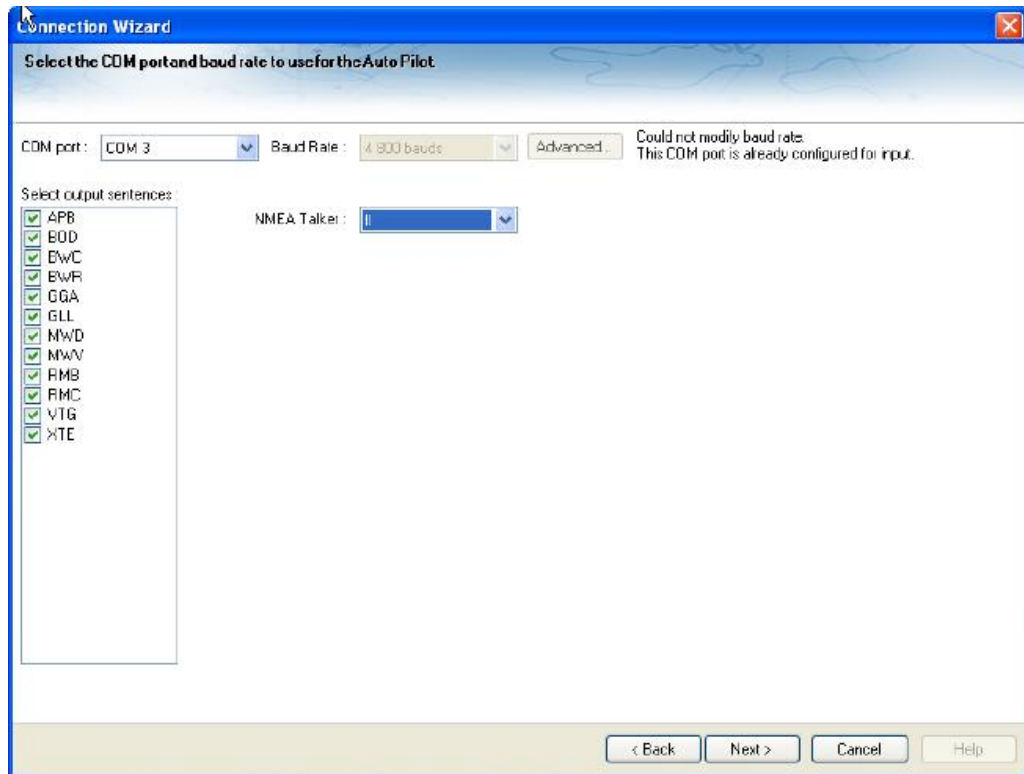 Connection Wizard
Select the COM port and baud rate to use for the Auto Pilot
COM port : COM 3 Baud Rate : 4 800 bauds Advanced... Could not modify baud rate.
This COM port is already configured for input.
Select output sentences :
APB NMEA Talker : II
BOD
BWC
BWR
GGA
GLL
MWD
MWV
RMB
RMC
VTG
XTE
< Back Next > Cancel Help